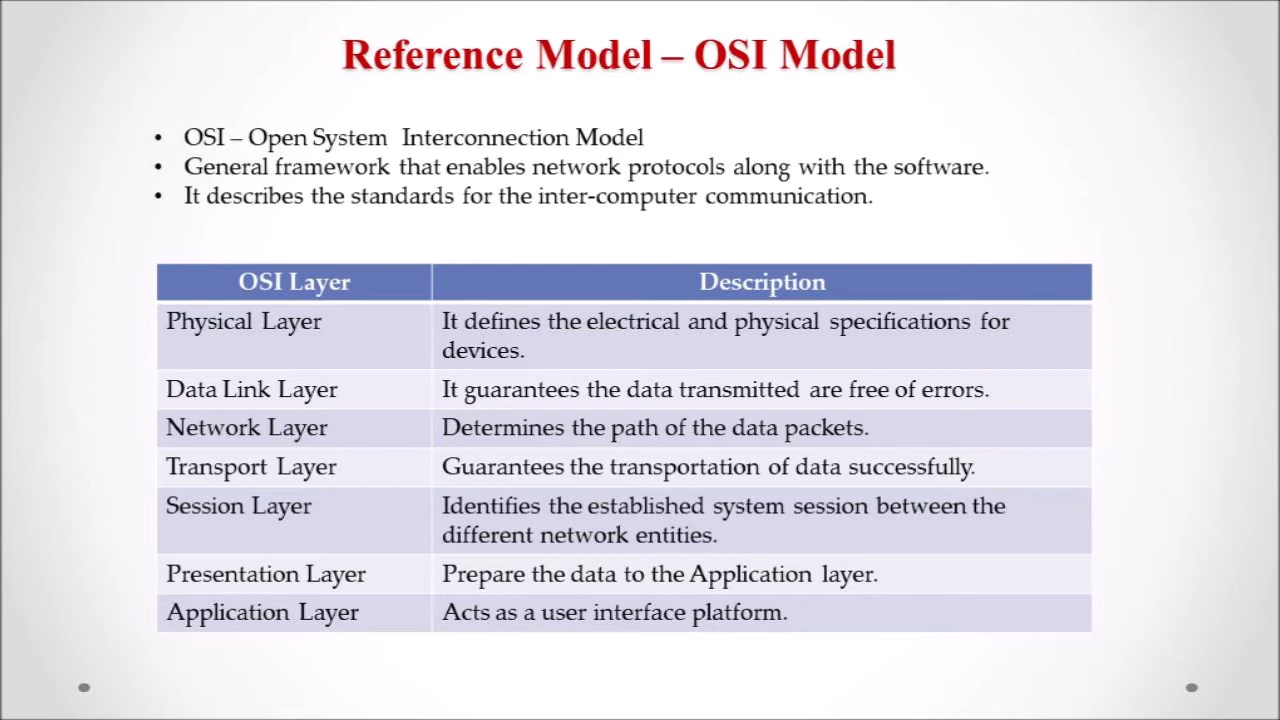 Reference Model – OSI Model
• OSI – Open System Interconnection Model
• General framework that enables network protocols along with the software.
• It describes the standards for the inter-computer communication.
OSI Layer Description
Physical Layer It defines the electrical and physical specifications for
devices.
Data Link Layer It guarantees the data transmitted are free of errors.
Network Layer Determines the path of the data packets.
Transport Layer Guarantees the transportation of data successfully.
Session Layer Identifies the established system session between the
different network entities.
Presentation Layer Prepare the data to the Application layer.
Application Layer Acts as a user interface platform.